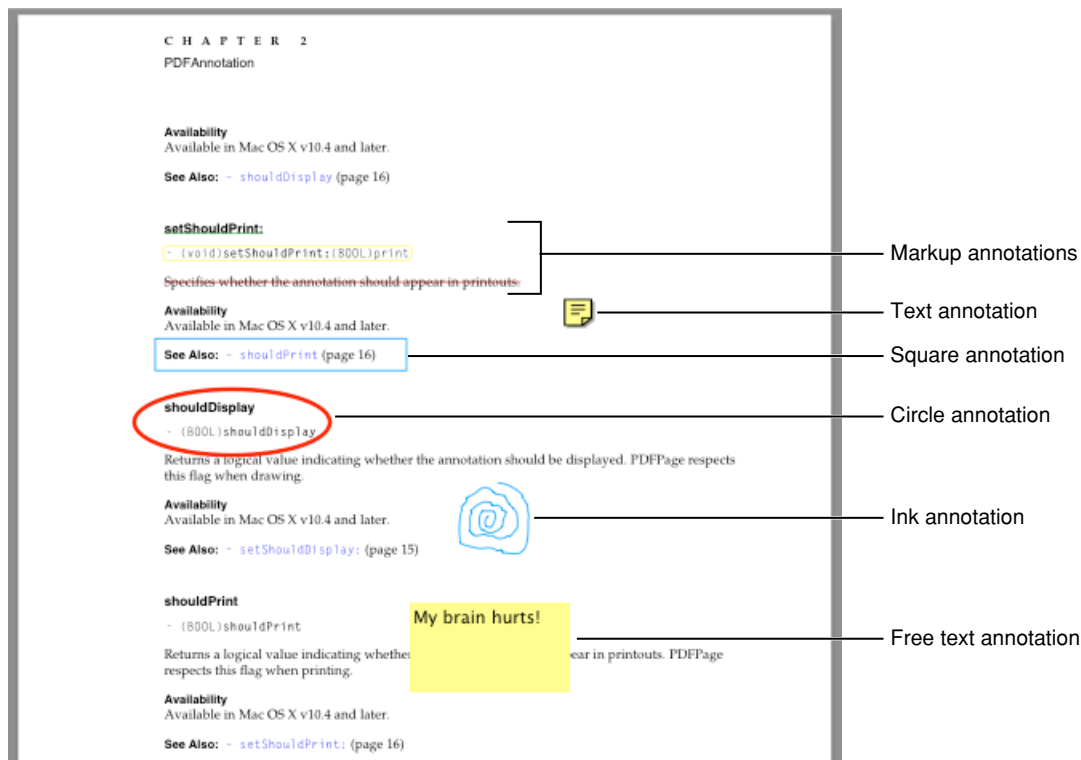 CHAPTER 2
PDFAnnotation
Availability
Available in Mac OS X v10.4 and later.
See Also: - shouldDisplay (page 16)
setShouldPrint:
- (void)setShouldPrint:(BOOL)print
Markup annotations
Specifies whether the annotation should appear in printouts.
Availability
Text annotation
Available in Mac OS X v10.4 and later.
See Also: - shouldPrint (page 16)
Square annotation
shouldDisplay
Circle annotation
- (BOOL)shouldDisplay
Returns a logical value indicating whether the annotation should be displayed. PDFPage respects
this flag when drawing.
Availability
Available in Mac OS X v10.4 and later.
Ink annotation
See Also: - setShouldDisplay: (page 15)
shouldPrint
My brain hurts!
- (BOOL)shouldPrint
Free text annotation
Returns a logical value indicating whether ear in printouts. PDFPage
respects this flag when printing.
Availability
Available in Mac OS X v10.4 and later.
See Also: - setShouldPrint: (page 16)